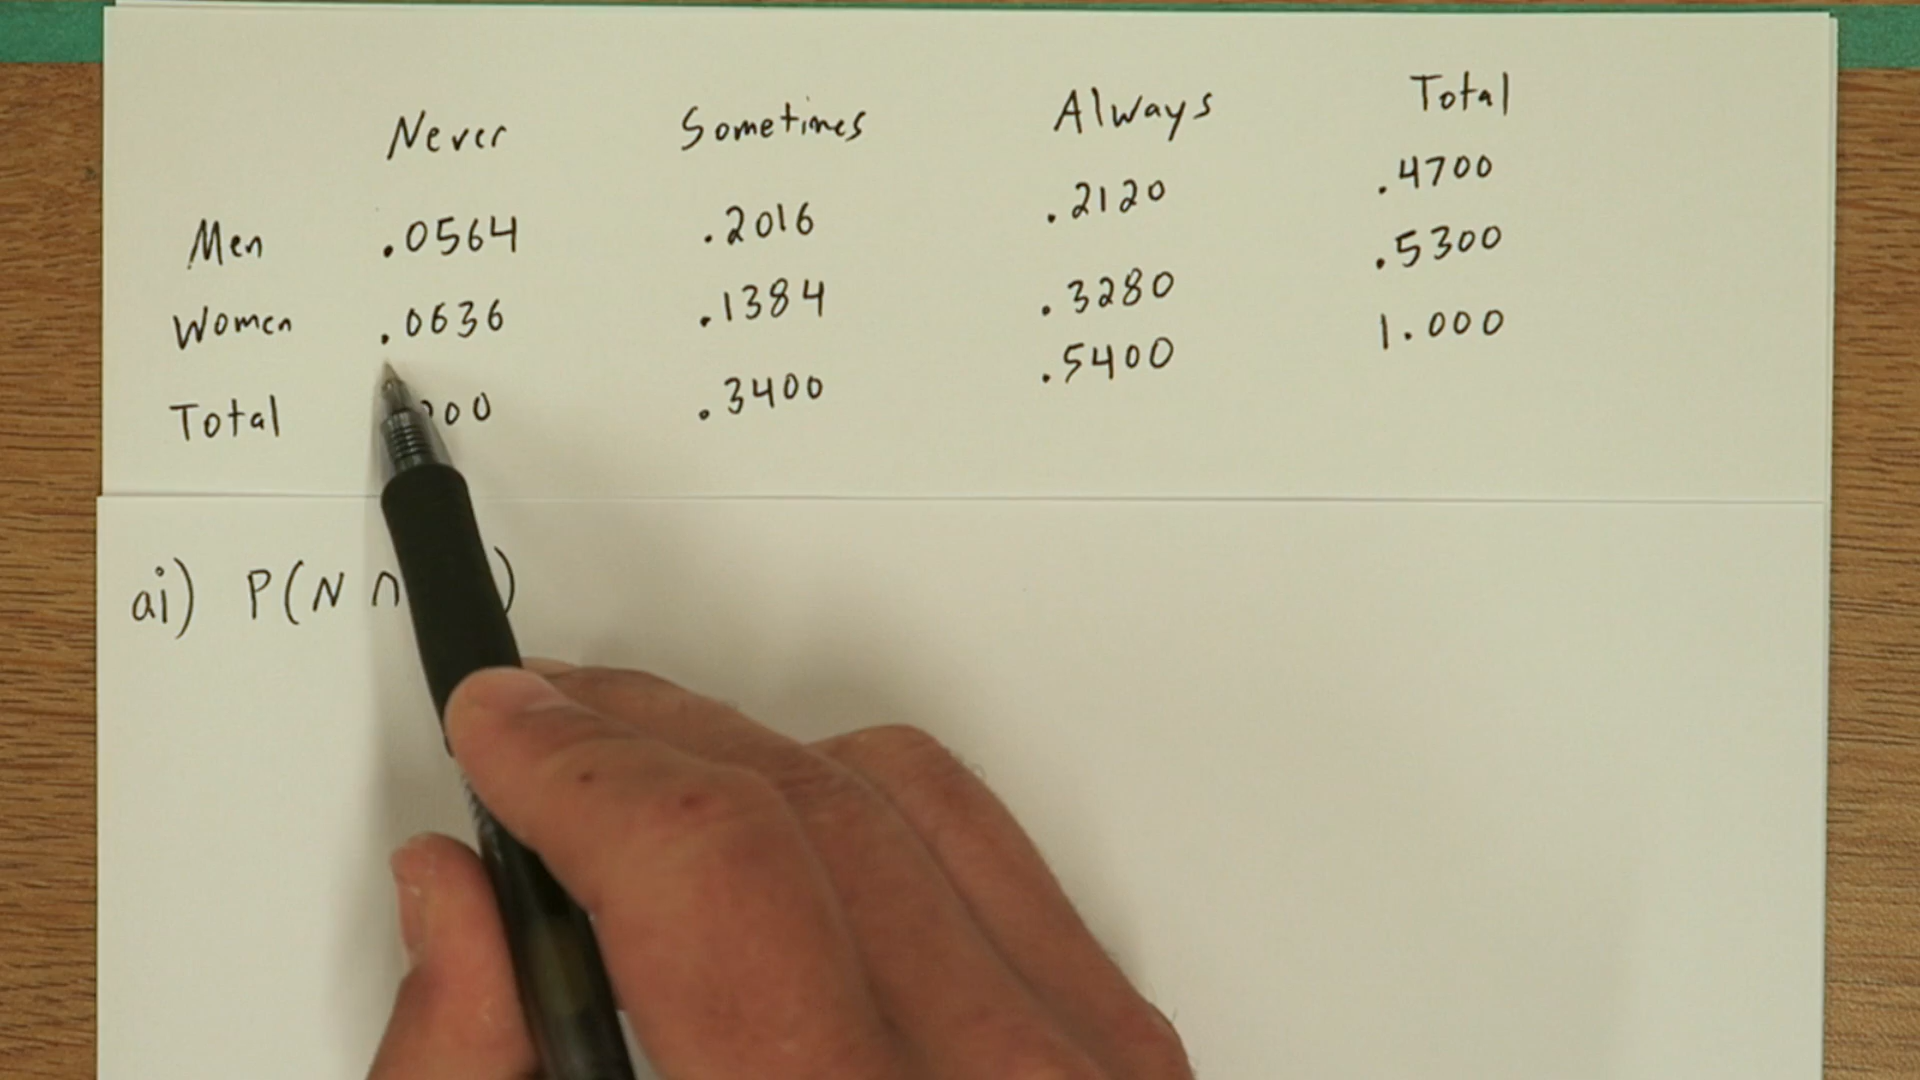 Never Sometimes Always Total
Men .0564 .2016 .2120 .4700
Women .0636 .1384 .3280 .5300
Total 00 .3400 .5400 1.000
ai) P(N ∩ )